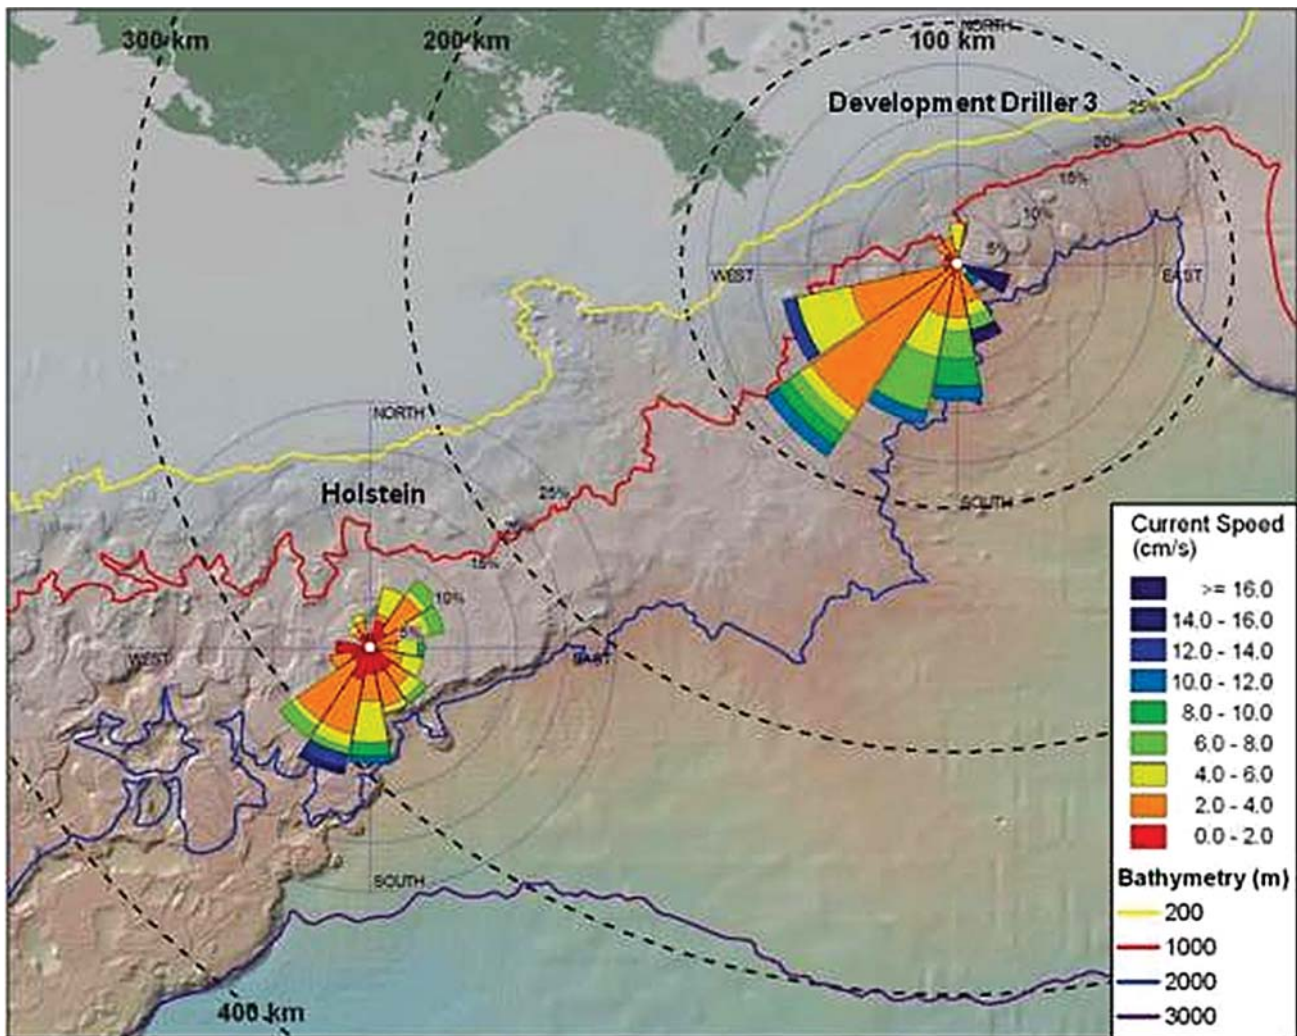 300 km
200 km
NORTH
100 km
Development Driller 3
25%
20%
15%
10%
5%
WEST
EAST
SOUTH
NORTH
Holstein
25%
15%
10%
WEST
EAST
SOUTH
400 km
Current Speed
(cm/s)
>= 16.0
14.0 - 16.0
12.0 - 14.0
10.0 - 12.0
8.0 - 10.0
6.0 - 8.0
4.0 - 6.0
2.0 - 4.0
0.0 - 2.0
Bathymetry (m)
200
1000
2000
3000